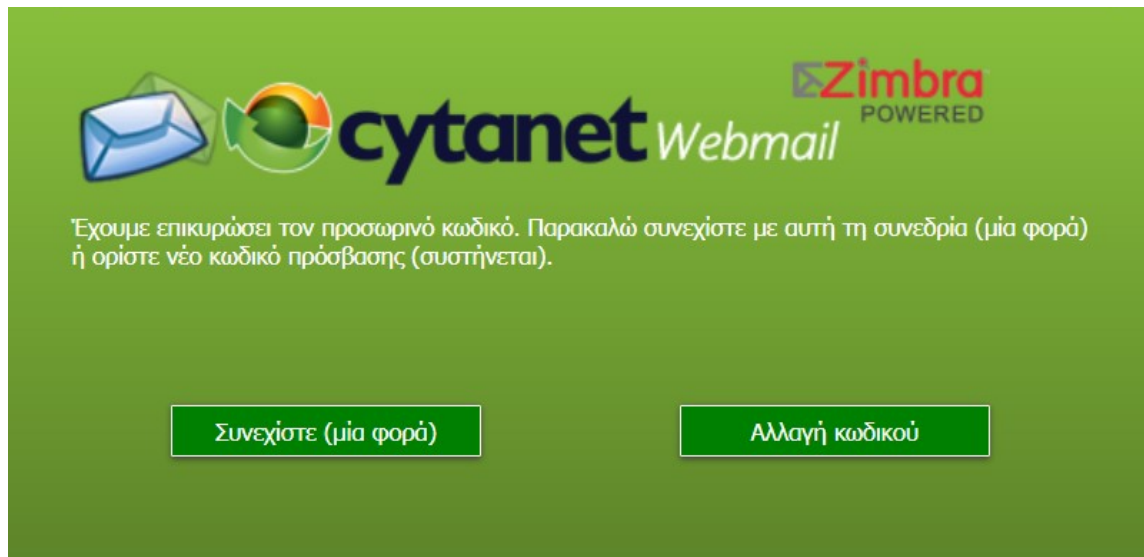 Zimbra
POWERED
cytanet Webmail
Έχουμε επικυρώσει τον προσωρινό κωδικό. Παρακαλώ συνεχίστε με αυτή τη συνεδρία (μία φορά)
ή ορίστε νέο κωδικό πρόσβασης (συστήνεται).
Συνεχίστε (μία φορά)
Αλλαγή κωδικού